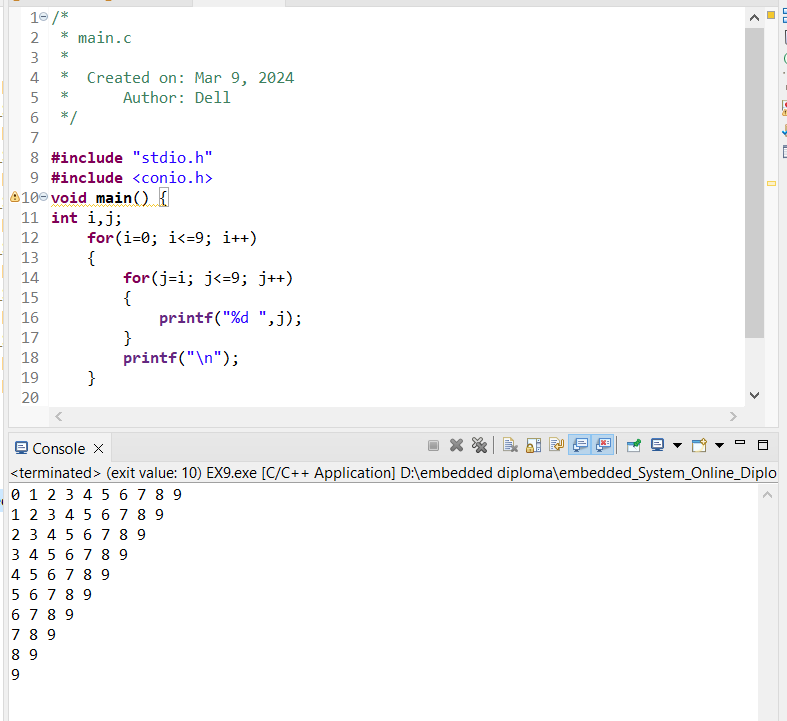 1 /*
2  * main.c
3  *
4  *  Created on: Mar 9, 2024
5  *      Author: Dell
6  */
7
8 #include "stdio.h"
9 #include <conio.h>
10 void main() {
11 int i,j;
12     for(i=0; i<=9; i++)
13     {
14         for(j=i; j<=9; j++)
15         {
16             printf("%d ",j);
17         }
18         printf("\n");
19     }
20
Console
<terminated> (exit value: 10) EX9.exe [C/C++ Application] D:\embedded diploma\embedded_System_Online_Diplo
0 1 2 3 4 5 6 7 8 9
1 2 3 4 5 6 7 8 9
2 3 4 5 6 7 8 9
3 4 5 6 7 8 9
4 5 6 7 8 9
5 6 7 8 9
6 7 8 9
7 8 9
8 9
9